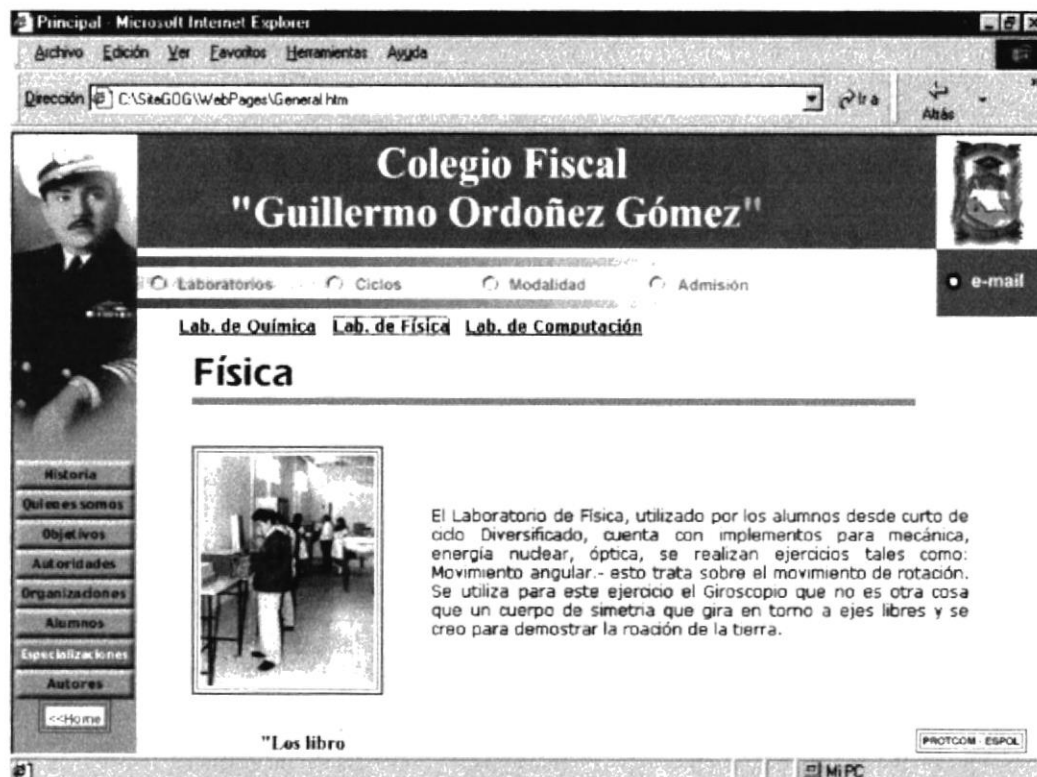 Principal - Microsoft Internet Explorer
Archivo Edición Ver Favoritos Herramientas Ayuda
Dirección C:\SiteGOG\WebPages\General.htm Ir a Atrás
Colegio Fiscal
"Guillermo Ordoñez Gómez"
Laboratorios Ciclos Modalidad Admisión e-mail
Lab. de Química Lab. de Física Lab. de Computación
Física
Historia
Quienes somos
Objetivos
Autoridades
Organizaciones
Alumnos
Especializaciones
Autores
<<Home
El Laboratorio de Física, utilizado por los alumnos desde curto de
ciclo Diversificado, cuenta con implementos para mecánica,
energía nuclear, óptica, se realizan ejercicios tales como:
Movimiento angular.- esto trata sobre el movimiento de rotación.
Se utiliza para este ejercicio el Giroscopio que no es otra cosa
que un cuerpo de simetria que gira en torno a ejes libres y se
creo para demostrar la roación de la tierra.
"Los libro
PROTCOM - ESPOL
Mi PC